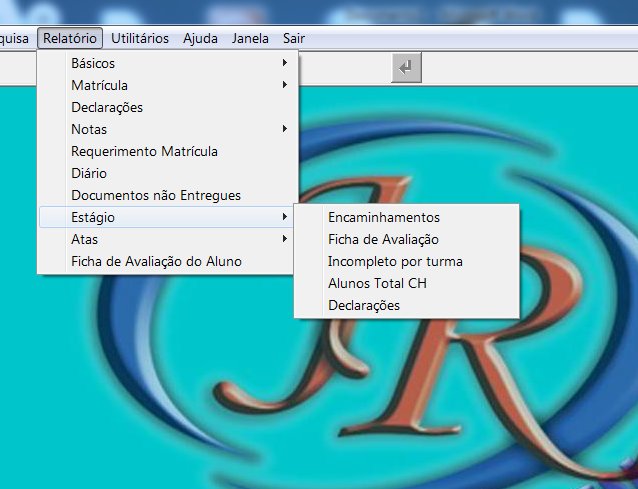 quisa Relatório Utilitários Ajuda Janela Sair
Básicos
Matrícula
Declarações
Notas
Requerimento Matrícula
Diário
Documentos não Entregues
Estágio
Atas
Ficha de Avaliação do Aluno
Encaminhamentos
Ficha de Avaliação
Incompleto por turma
Alunos Total CH
Declarações
JR